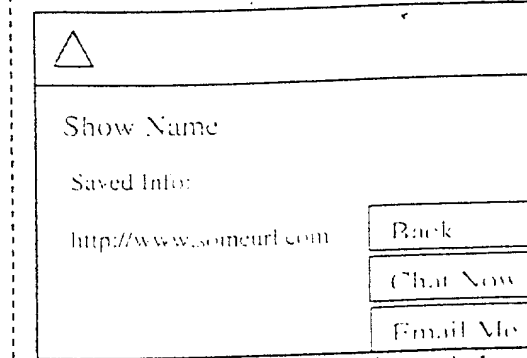 Show Name
Saved Info:
http://www.someurl.com
Back
Chat Now
Email Me